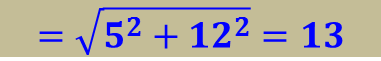 = √(5² + 12²) = 13